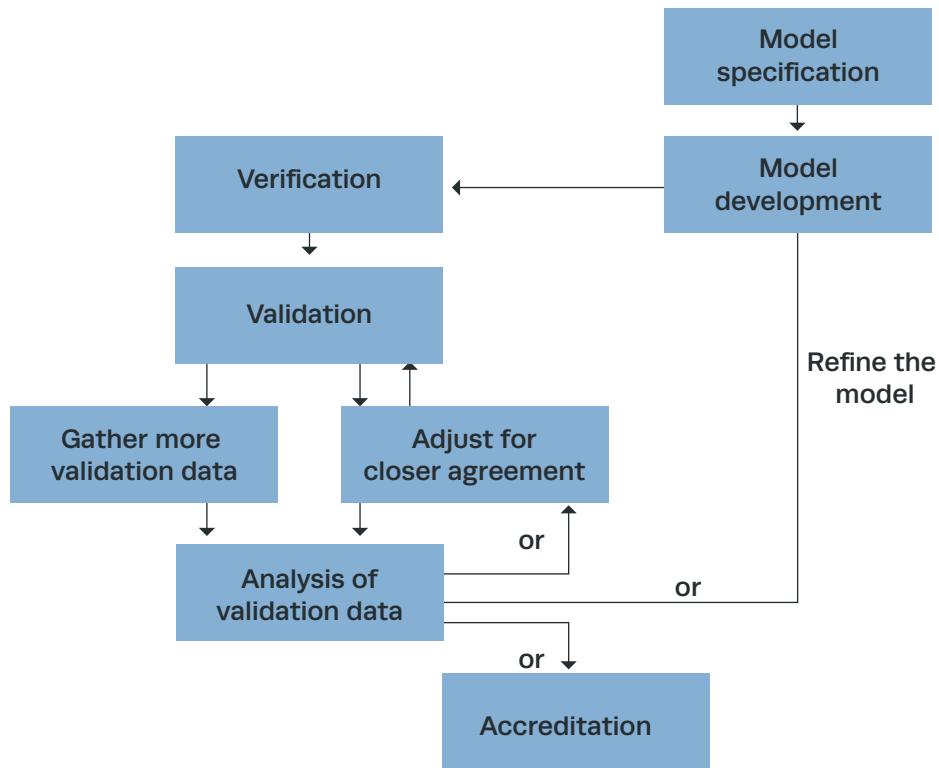 Model
specification
Model
development
Verification
Validation
Refine the
model
Gather more
validation data
Adjust for
closer agreement
or
or
Analysis of
validation data
or
Accreditation